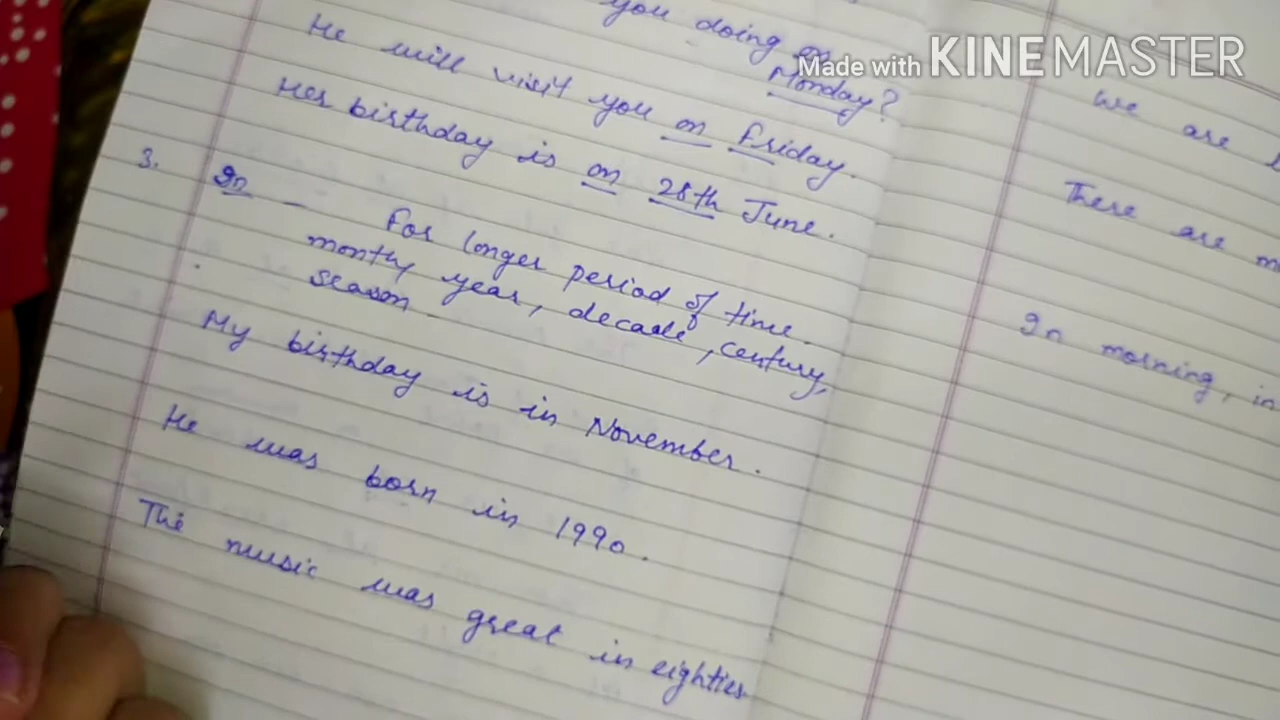 you doing on
Monday?
He will visit you on Friday.
Her birthday is on 28th June.
3. In - For longer period of time.
month, year, decade, century,
season
My birthday is in November.
He was born in 1990.
The music was great in eighties
We are
There are
In morning, in
Made with KINEMASTER